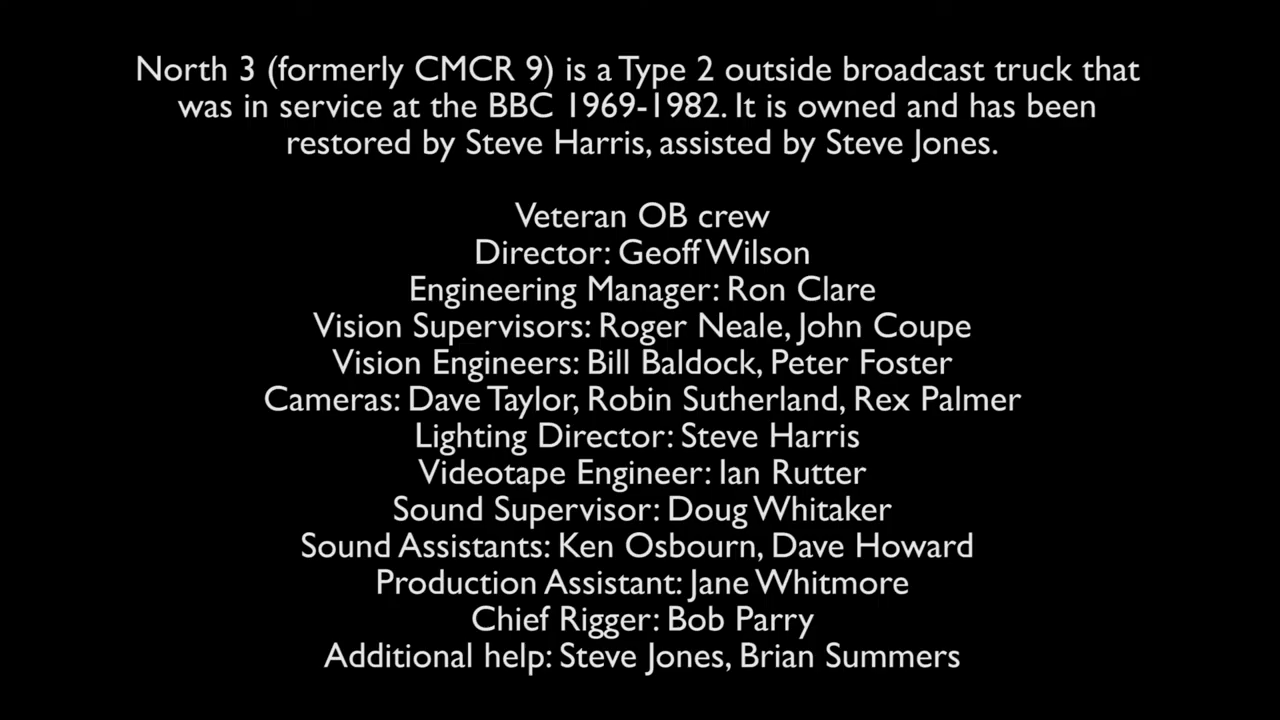 North 3 (formerly CMCR 9) is a Type 2 outside broadcast truck that
was in service at the BBC 1969-1982. It is owned and has been
restored by Steve Harris, assisted by Steve Jones.
Veteran OB crew
Director: Geoff Wilson
Engineering Manager: Ron Clare
Vision Supervisors: Roger Neale, John Coupe
Vision Engineers: Bill Baldock, Peter Foster
Cameras: Dave Taylor, Robin Sutherland, Rex Palmer
Lighting Director: Steve Harris
Videotape Engineer: Ian Rutter
Sound Supervisor: Doug Whitaker
Sound Assistants: Ken Osbourn, Dave Howard
Production Assistant: Jane Whitmore
Chief Rigger: Bob Parry
Additional help: Steve Jones, Brian Summers